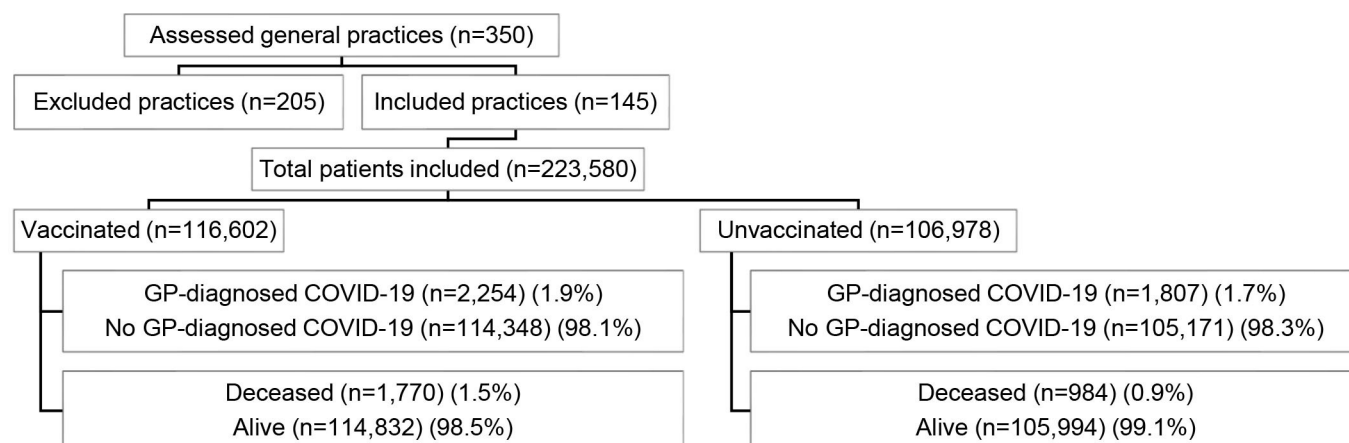 Assessed general practices (n=350)
Excluded practices (n=205)
Included practices (n=145)
Total patients included (n=223,580)
Vaccinated (n=116,602)
Unvaccinated (n=106,978)
GP-diagnosed COVID-19 (n=2,254) (1.9%)
No GP-diagnosed COVID-19 (n=114,348) (98.1%)
GP-diagnosed COVID-19 (n=1,807) (1.7%)
No GP-diagnosed COVID-19 (n=105,171) (98.3%)
Deceased (n=1,770) (1.5%)
Alive (n=114,832) (98.5%)
Deceased (n=984) (0.9%)
Alive (n=105,994) (99.1%)